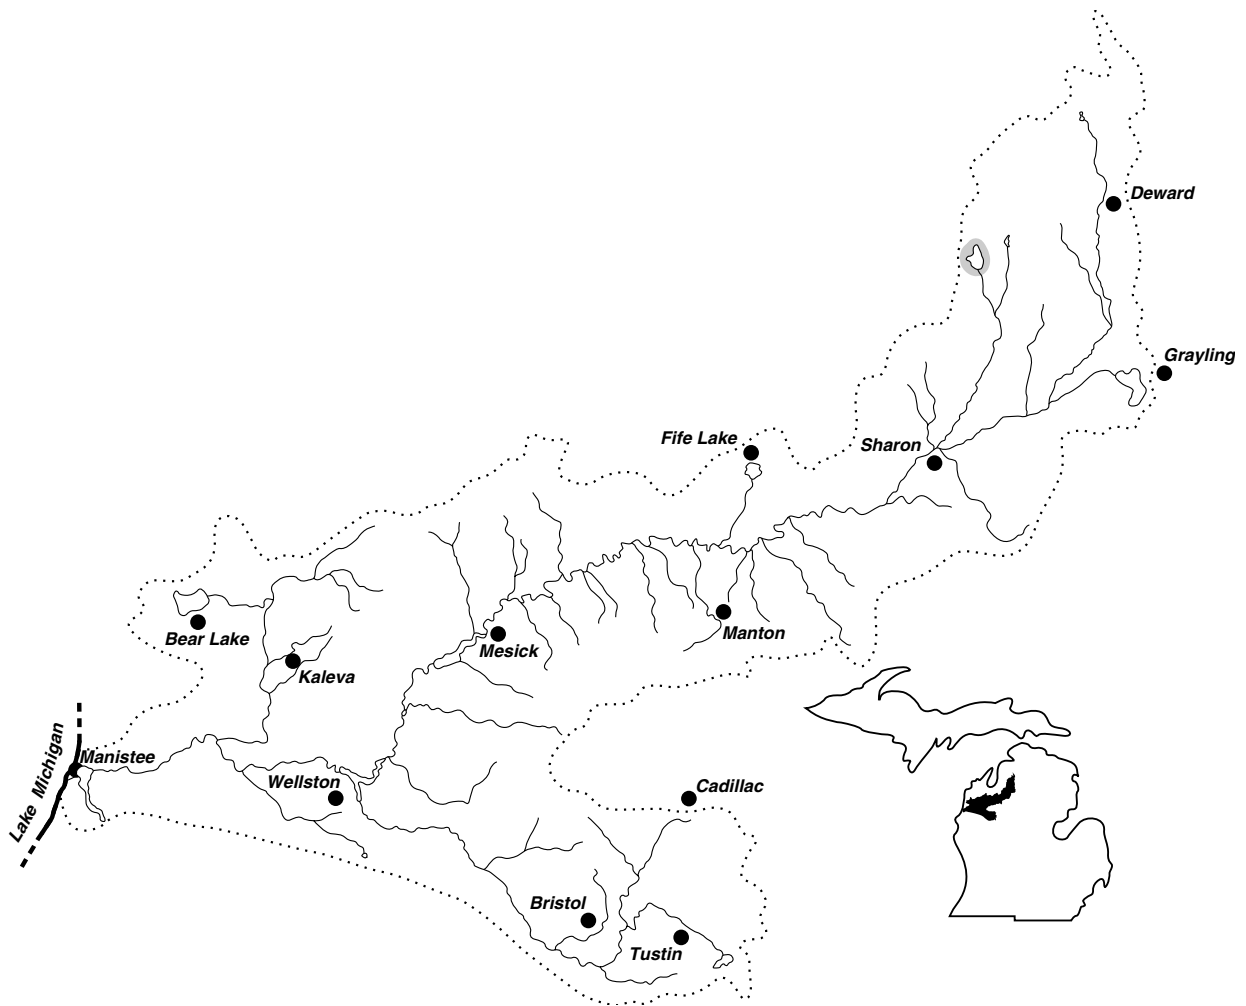 Deward
Grayling
Fife Lake
Sharon
Bear Lake
Kaleva
Mesick
Manton
Lake Michigan
Manistee
Wellston
Cadillac
Bristol
Tustin